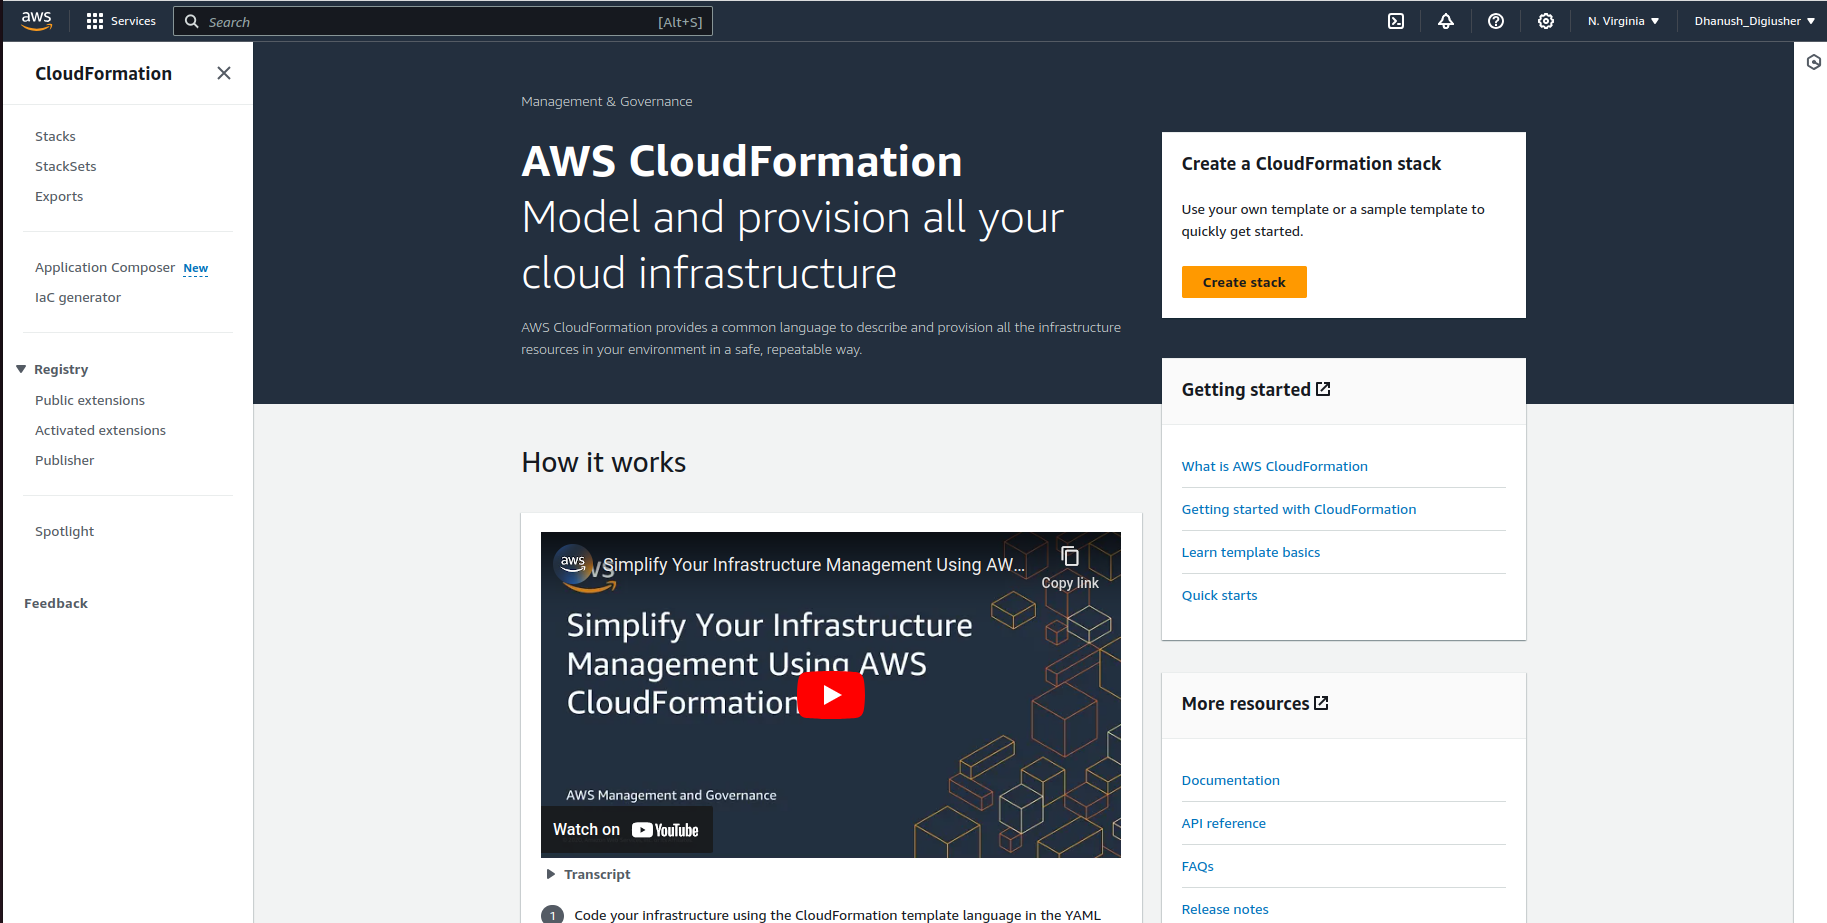 aws
Services
Search
[Alt+S]
N. Virginia
Dhanush_Digiusher
CloudFormation
Stacks
StackSets
Exports
Application Composer New
IaC generator
Registry
Public extensions
Activated extensions
Publisher
Spotlight
Feedback
Management & Governance
AWS CloudFormation
Model and provision all your
cloud infrastructure
AWS CloudFormation provides a common language to describe and provision all the infrastructure
resources in your environment in a safe, repeatable way.
Create a CloudFormation stack
Use your own template or a sample template to
quickly get started.
Create stack
Getting started
What is AWS CloudFormation
Getting started with CloudFormation
Learn template basics
Quick starts
How it works
aws
Simplify Your Infrastructure Management Using AW...
Copy link
Simplify Your Infrastructure
Management Using AWS
CloudFormation
AWS Management and Governance
Watch on YouTube
Transcript
1 Code your infrastructure using the CloudFormation template language in the YAML
More resources
Documentation
API reference
FAQs
Release notes